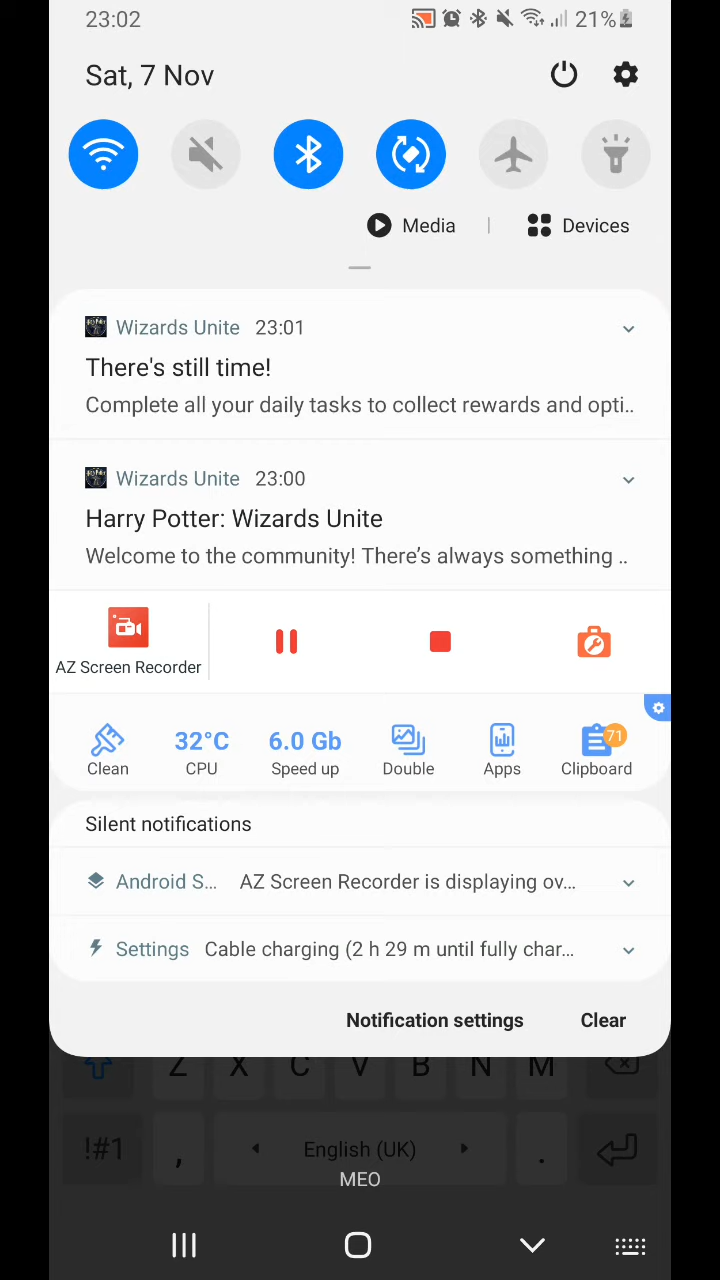 23:02
21%
Sat, 7 Nov
Media | Devices
Wizards Unite 23:01
There's still time!
Complete all your daily tasks to collect rewards and opti..
Wizards Unite 23:00
Harry Potter: Wizards Unite
Welcome to the community! There’s always something ..
AZ Screen Recorder
32°C 6.0 Gb 71
Clean CPU Speed up Double Apps Clipboard
Silent notifications
Android S... AZ Screen Recorder is displaying ov...
Settings Cable charging (2 h 29 m until fully char...
Notification settings Clear
Z X C V B N M
!#1 , English (UK) .
MEO